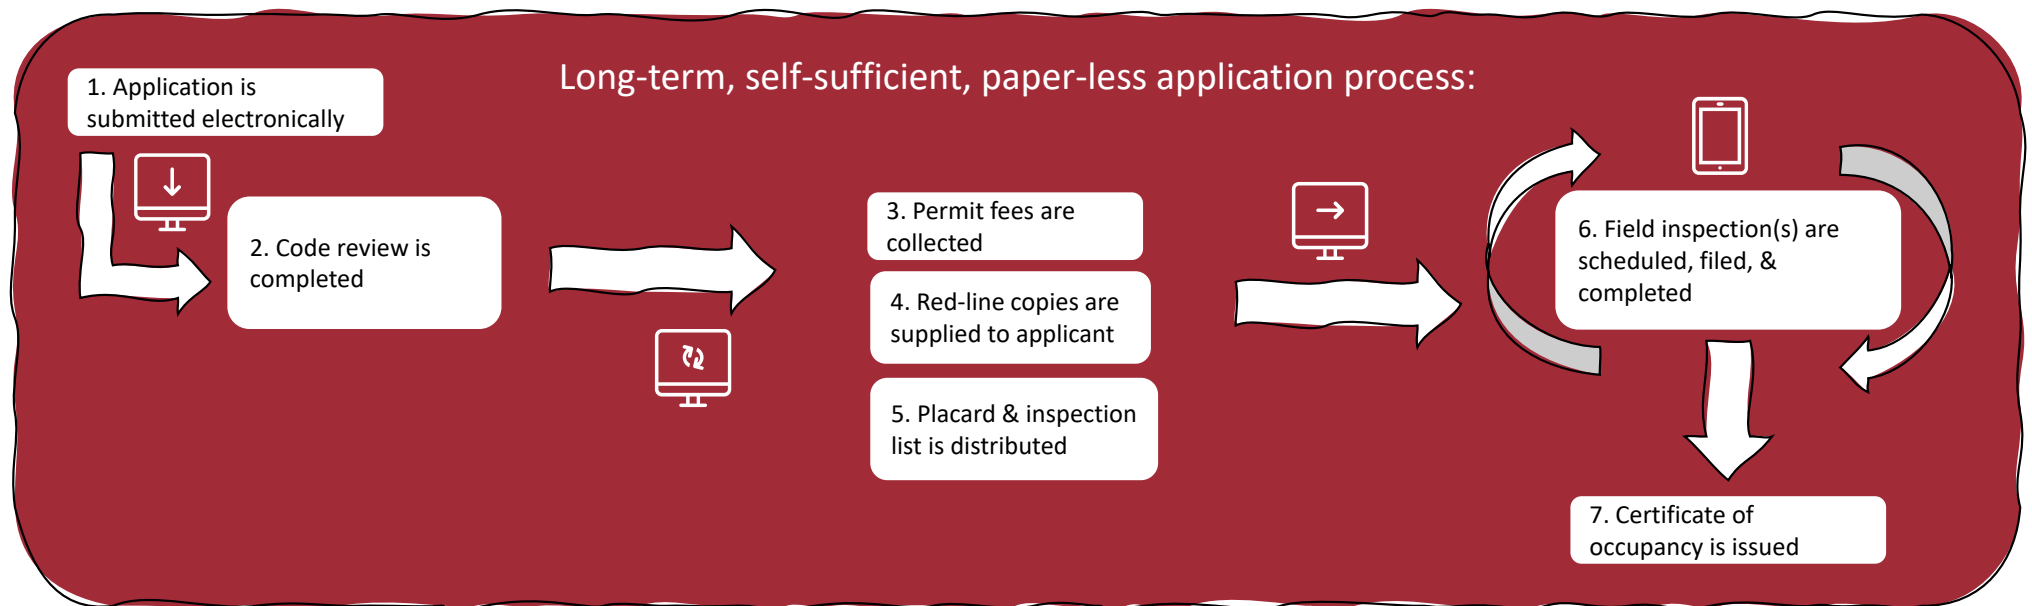 Long-term, self-sufficient, paper-less application process:
1. Application is
submitted electronically
2. Code review is
completed
3. Permit fees are
collected
4. Red-line copies are
supplied to applicant
5. Placard & inspection
list is distributed
6. Field inspection(s) are
scheduled, filed, &
completed
7. Certificate of
occupancy is issued